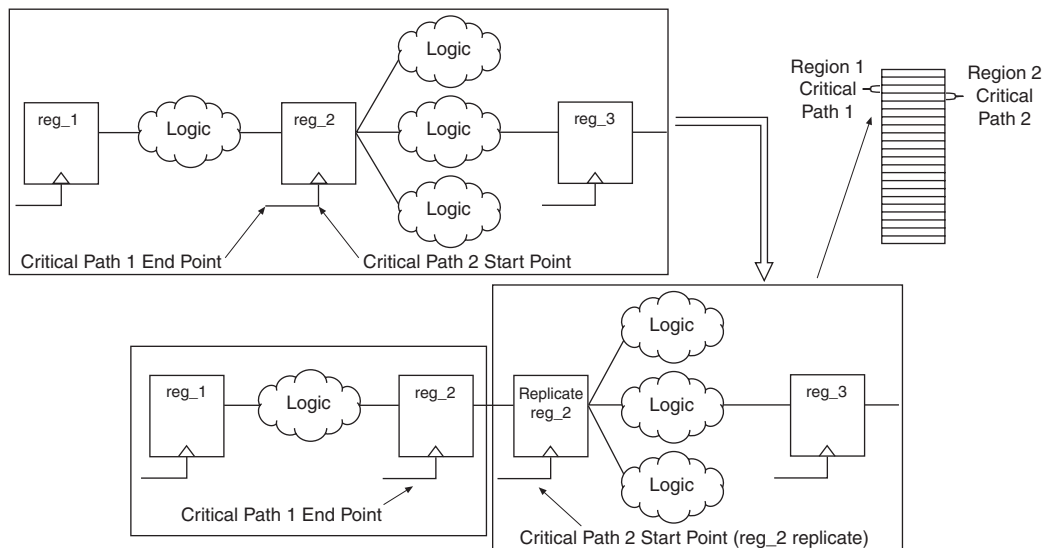 Logic
Region 1
Critical
Path 1
Region 2
Critical
Path 2
reg_1
Logic
reg_2
Logic
reg_3
Logic
Critical Path 1 End Point
Critical Path 2 Start Point
Logic
reg_1
Logic
reg_2
Replicate
reg_2
Logic
reg_3
Logic
Critical Path 1 End Point
Critical Path 2 Start Point (reg_2 replicate)